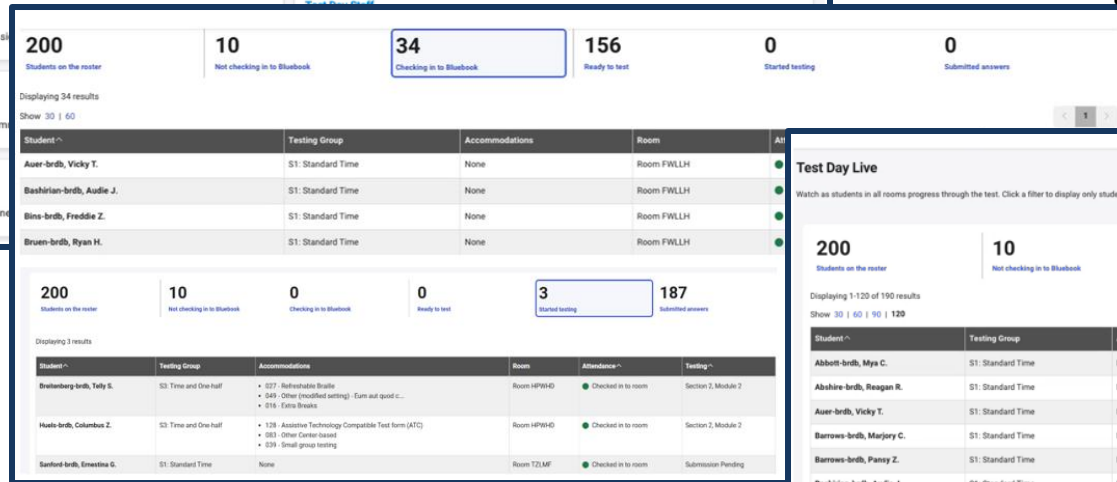 Test Day Staff
200 10 34 156 0 0
Students on the roster Not checking in to Bluebook Checking in to Bluebook Ready to test Started testing Submitted answers
Displaying 34 results
Show 30 | 60
< 1 >
Student Testing Group Accommodations Room
Auer-brdb, Vicky T. S1: Standard Time None Room FWLLH
Bashirian-brdb, Audie J. S1: Standard Time None Room FWLLH
Bins-brdb, Freddie Z. S1: Standard Time None Room FWLLH
Bruen-brdb, Ryan H. S1: Standard Time None Room FWLLH
200 10 0 0 3 187
Students on the roster Not checking in to Bluebook Checking in to Bluebook Ready to test Started testing Submitted answers
Displaying 3 results
Student Testing Group Accommodations Room Attendance Testing
Breitenberg-brdb, Telly S. S3: Time and One-half • 027 - Refreshable Braille Room HPWHD Checked in to room Section 2, Module 2
• 049 - Other (modified setting) - Eum aut quod c...
• 016 - Extra Breaks
Huels-brdb, Columbus Z. S3: Time and One-half • 128 - Assistive Technology Compatible Test form (ATC) Room HPWHD Checked in to room Section 2, Module 2
• 083 - Other Center-based
• 039 - Small group testing
Sanford-brdb, Ernestina G. S1: Standard Time None Room TZLMF Checked in to room Submission Pending
Test Day Live
Watch as students in all rooms progress through the test. Click a filter to display only
200 10
Students on the roster Not checking in to Bluebook
Displaying 1-120 of 190 results
Show 30 | 60 | 90 | 120
Student Testing Group
Abbott-brdb, Mya C. S1: Standard Time
Abshire-brdb, Reagan R. S1: Standard Time
Auer-brdb, Vicky T. S1: Standard Time
Barrows-brdb, Marjory C. S1: Standard Time
Barrows-brdb, Pansy Z. S1: Standard Time